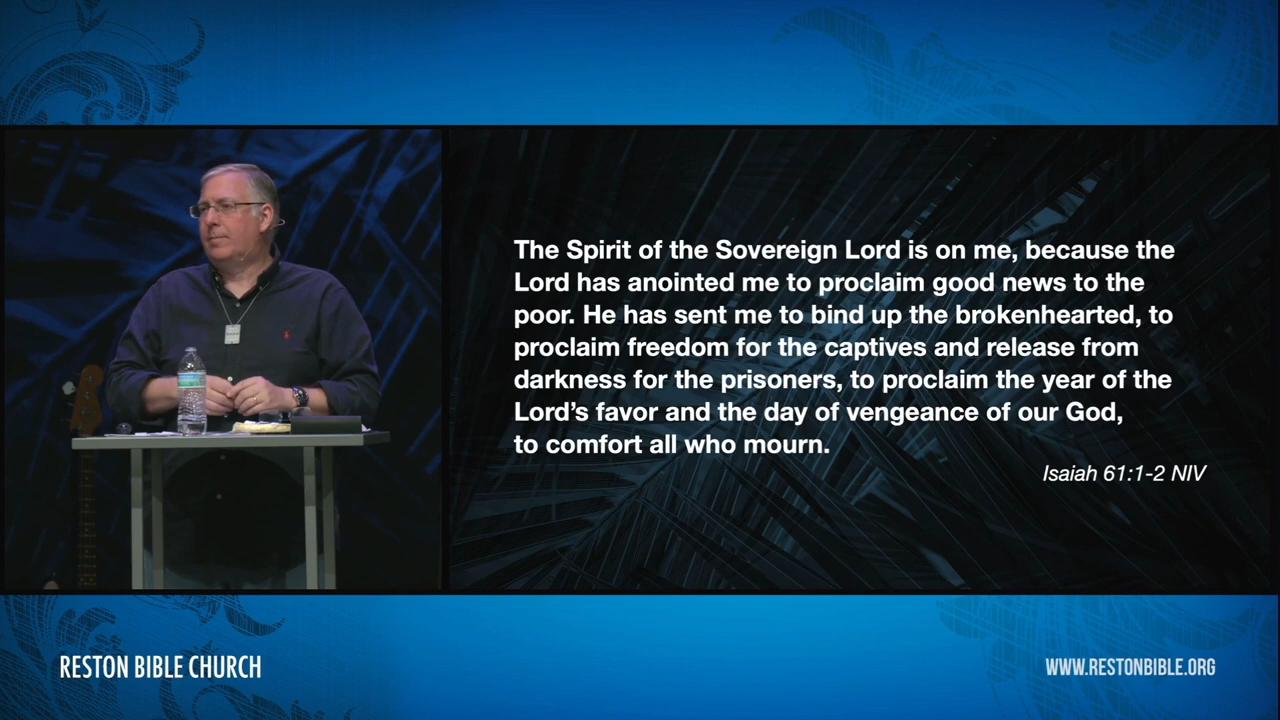 The Spirit of the Sovereign Lord is on me, because the
Lord has anointed me to proclaim good news to the
poor. He has sent me to bind up the brokenhearted, to
proclaim freedom for the captives and release from
darkness for the prisoners, to proclaim the year of the
Lord’s favor and the day of vengeance of our God,
to comfort all who mourn.
Isaiah 61:1-2 NIV
RESTON BIBLE CHURCH
WWW.RESTONBIBLE.ORG